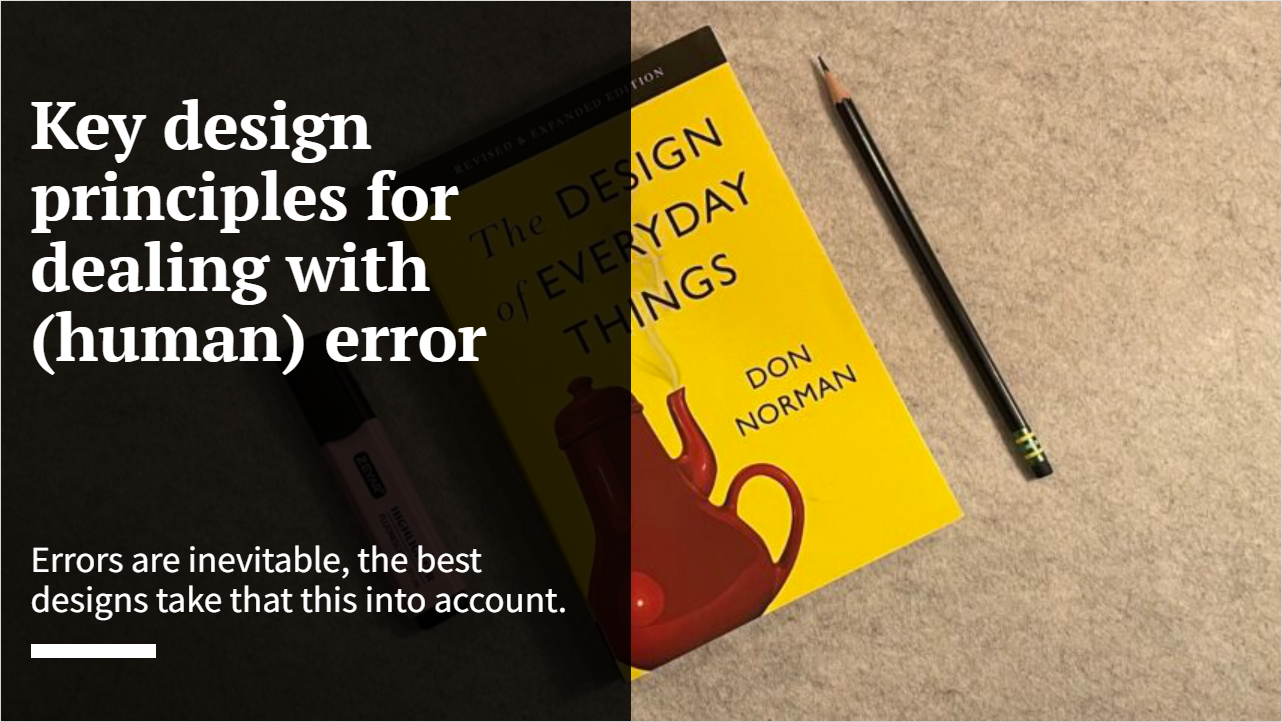 Key design
principles for
dealing with
(human) error
Errors are inevitable, the best
designs take that this into account.
REVISED & EXPANDED EDITION
The DESIGN
of EVERYDAY
THINGS
DON
NORMAN
ZEYAR